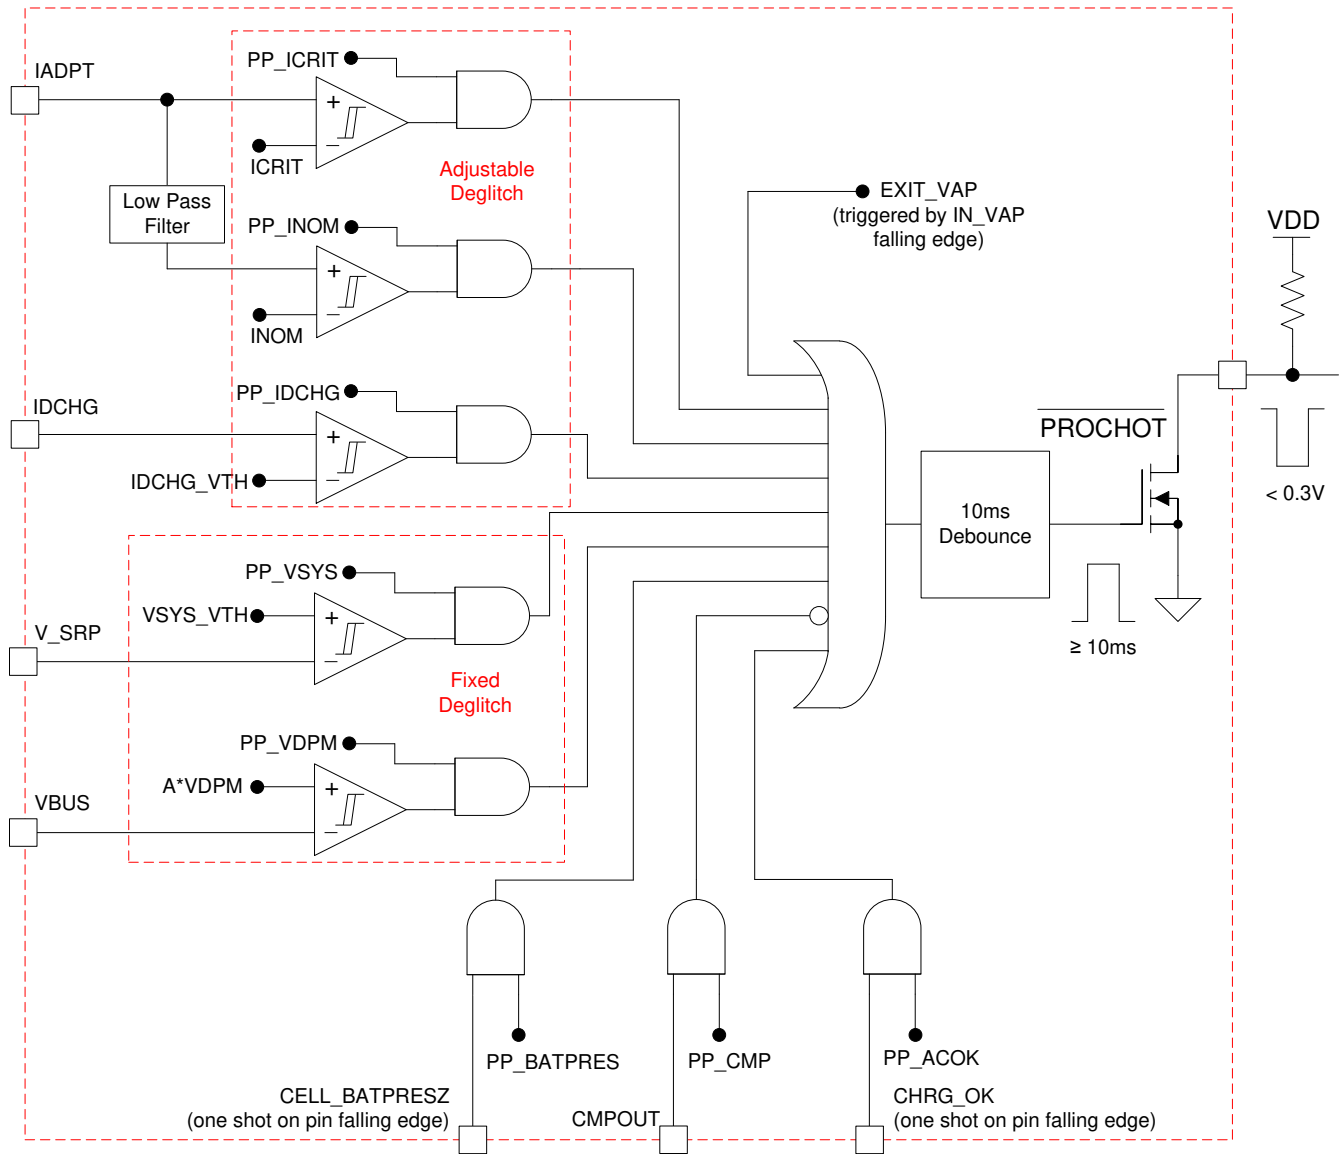 IADPT
PP_ICRIT
+
−
ICRIT
Adjustable
Deglitch
Low Pass
Filter
PP_INOM
+
−
INOM
EXIT_VAP
(triggered by IN_VAP
falling edge)
VDD
IDCHG
PP_IDCHG
+
−
IDCHG_VTH
PROCHOT
10ms
Debounce
< 0.3V
≥ 10ms
PP_VSYS
VSYS_VTH
+
−
V_SRP
Fixed
Deglitch
PP_VDPM
A*VDPM
+
−
VBUS
PP_BATPRES
PP_CMP
PP_ACOK
CELL_BATPRESZ
(one shot on pin falling edge)
CMPOUT
CHRG_OK
(one shot on pin falling edge)